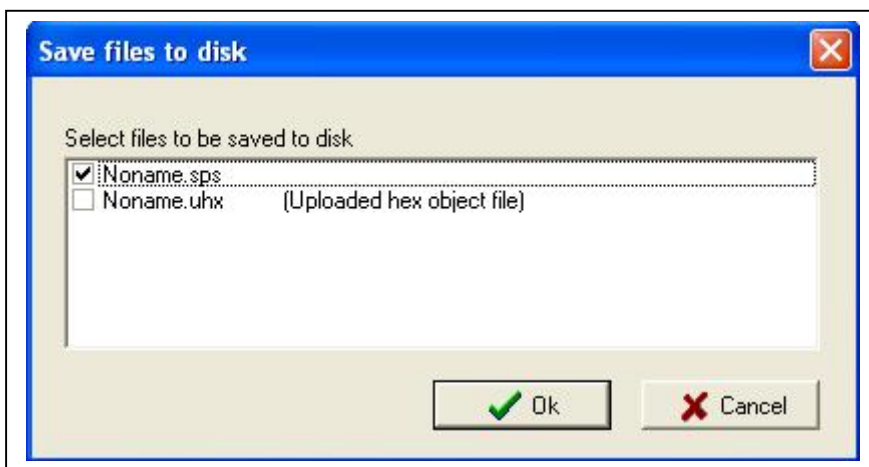 Save files to disk
Select files to be saved to disk
Noname.sps
Noname.uhx (Uploaded hex object file)
Ok Cancel